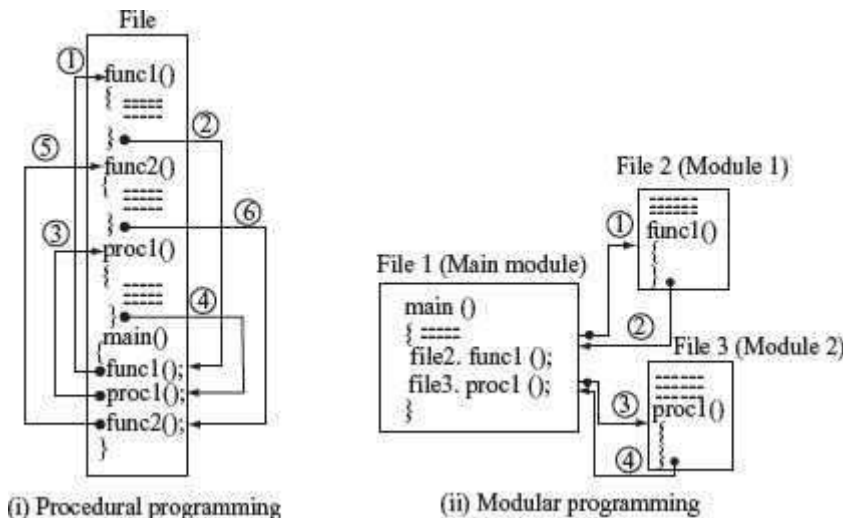 File
①
func1()
{
-----
-----
②
}
⑤
func2()
{
-----
-----
-----
⑥
}
③
proc1()
{
-----
-----
-----
④
}
main()
{
func1();
proc1();
func2();
}
(i) Procedural programming
File 2 (Module 1)
------
------
①
func1()
{
{
File 1 (Main module)
main ()
{ -----
file2. func1 ();
file3. proc1 ();
}
②
File 3 (Module 2)
------
------
------
③
proc1()
{
{
④
(ii) Modular programming